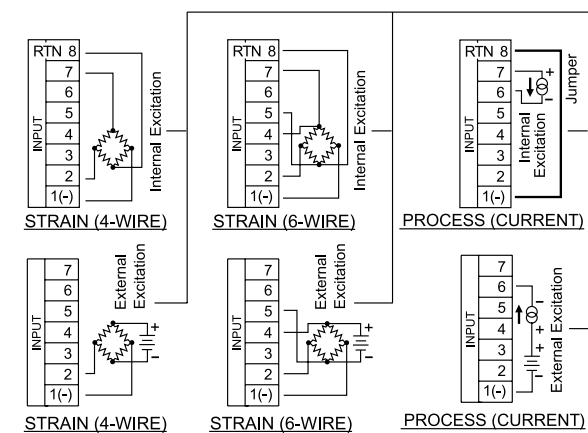 RTN 8
7
6
5
4
3
2
1(-)
INPUT
Internal Excitation
STRAIN (4-WIRE)
RTN 8
7
6
5
4
3
2
1(-)
INPUT
Internal Excitation
STRAIN (6-WIRE)
RTN 8
7
6
5
4
3
2
1(-)
INPUT
+
-
Internal
Excitation
Jumper
PROCESS (CURRENT)
7
6
5
4
3
2
1(-)
INPUT
External
Excitation
+
-
STRAIN (4-WIRE)
7
6
5
4
3
2
1(-)
INPUT
External
Excitation
+
-
STRAIN (6-WIRE)
7
6
5
4
3
2
1(-)
INPUT
-
+
+
-
External Excitation
PROCESS (CURRENT)